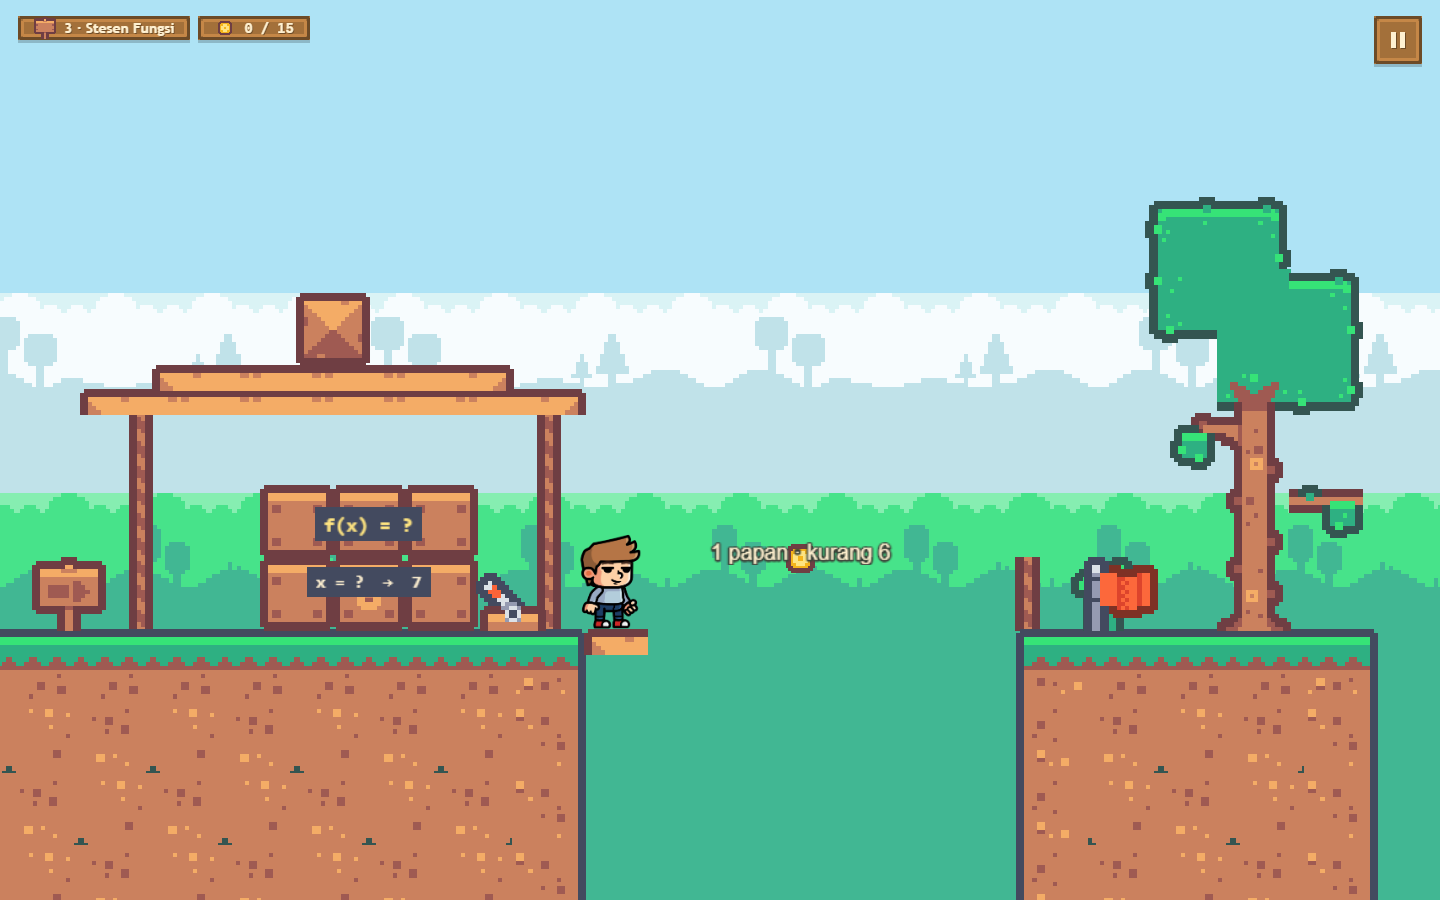 3 · Stesen Fungsi
0 / 15
f(x) = ?
x = ? → 7
1 papan · kurang 6